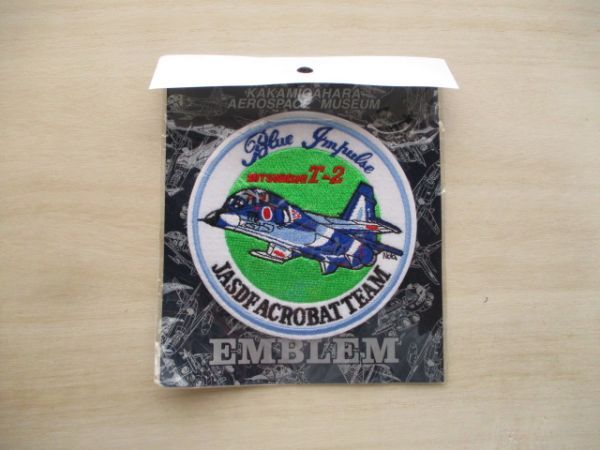 KAKAMIGAHARA
AEROSPACE MUSEUM
Blue Impulse
MITSUBISHI T-2
JASDF ACROBAT TEAM
EMBLEM